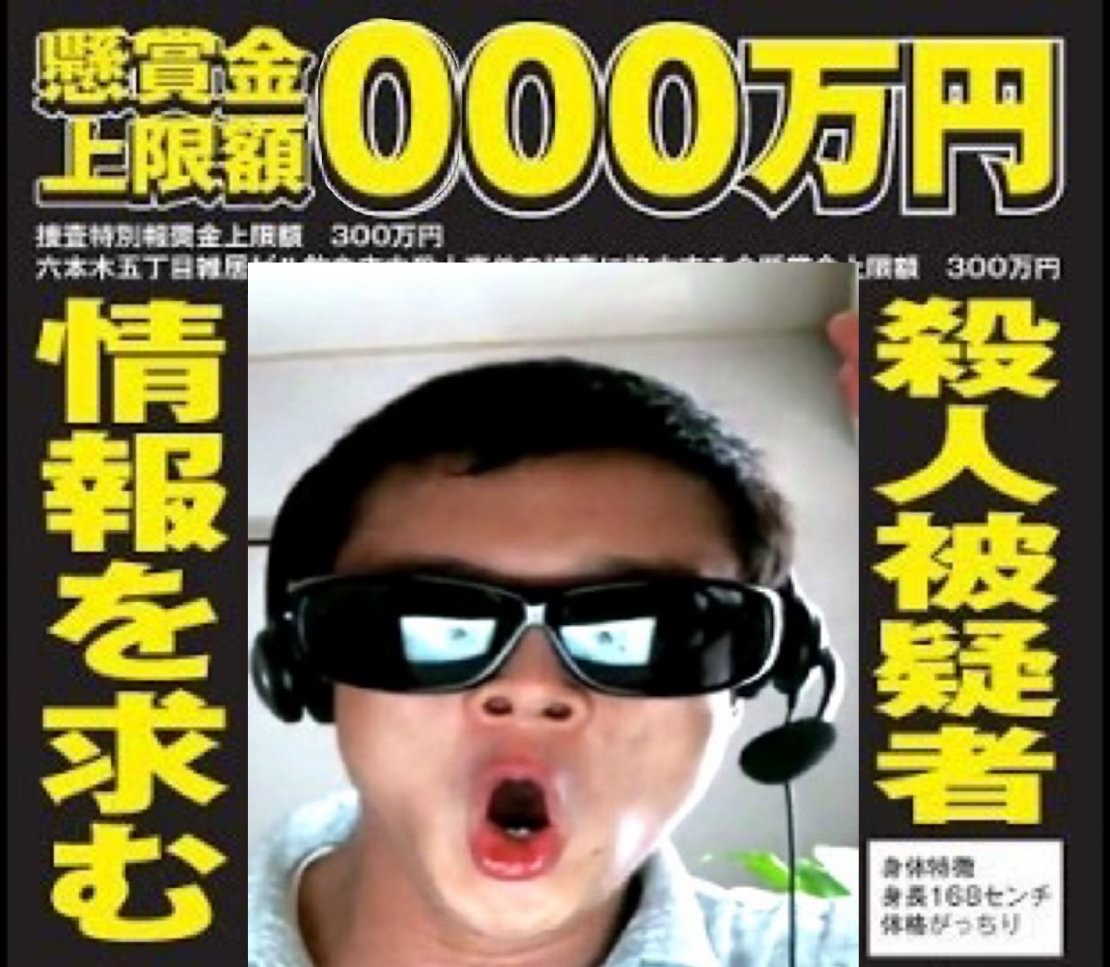 懸賞金
上限額
000万円
捜査特別報奨金上限額 300万円
六本木五丁目雑居 上限額 300万円
情報を求む
殺人被疑者
身体特徴
身長168センチ
体格がっちり